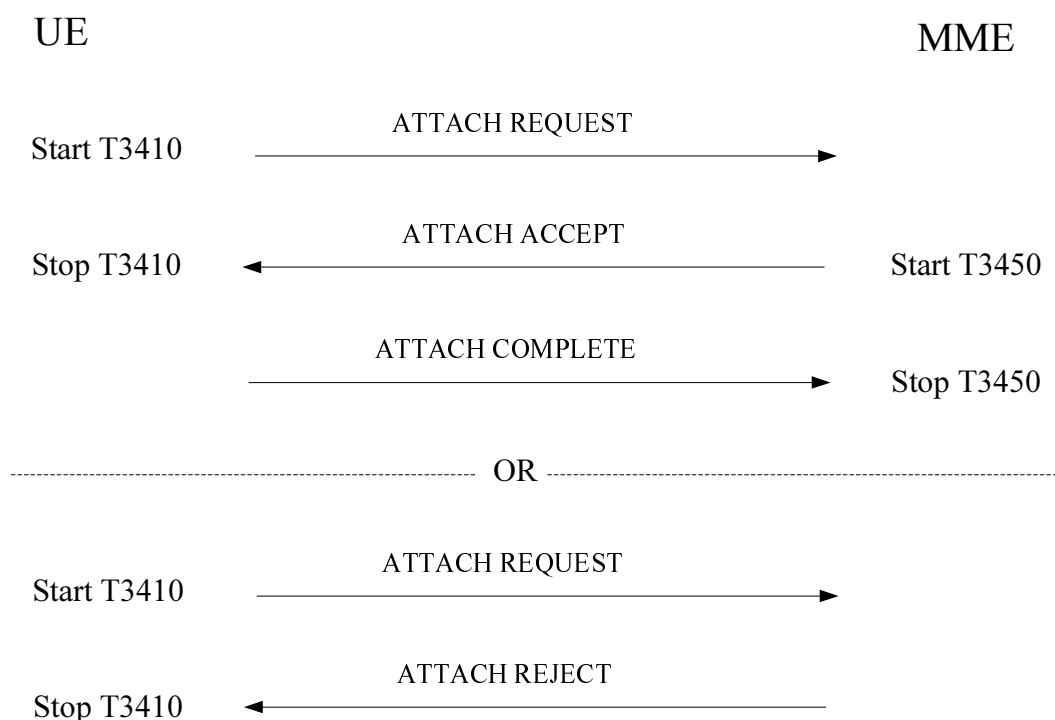 UE
MME
ATTACH REQUEST
Start T3410
ATTACH ACCEPT
Stop T3410
Start T3450
ATTACH COMPLETE
Stop T3450
OR
ATTACH REQUEST
Start T3410
ATTACH REJECT
Stop T3410